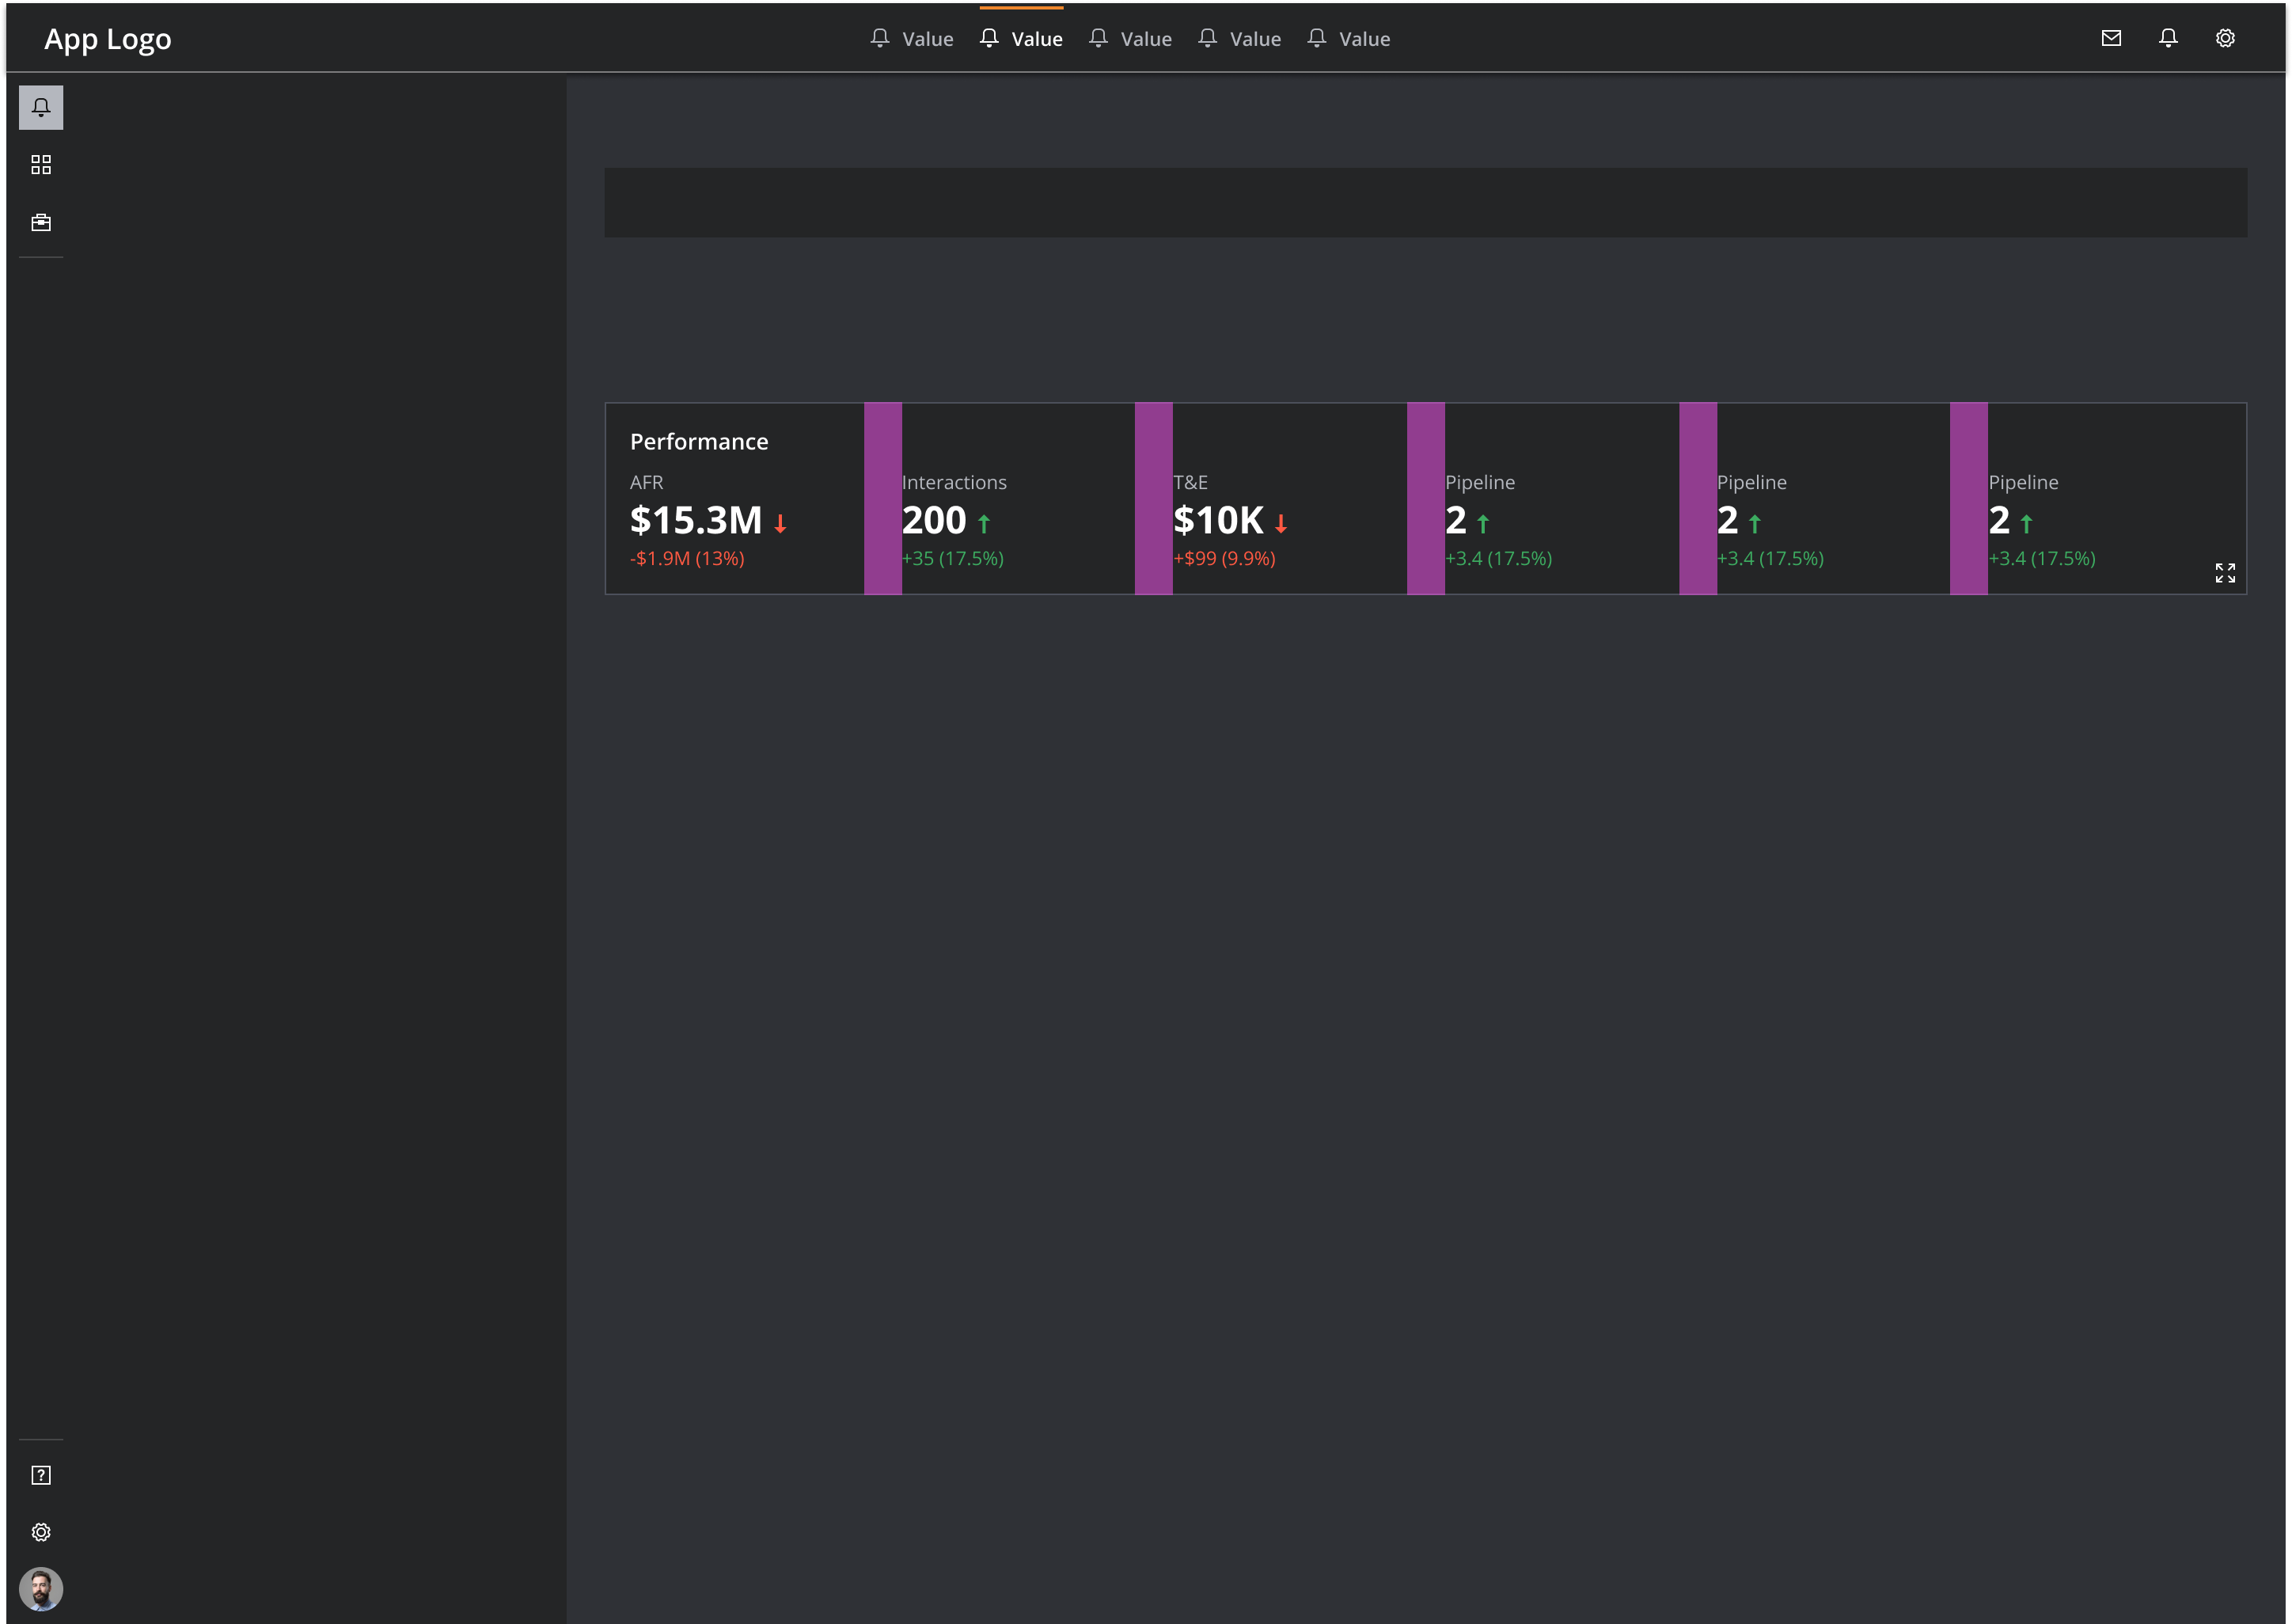 App Logo
Value Value Value Value Value
Performance
AFR Interactions T&E Pipeline Pipeline Pipeline
$15.3M 200 $10K 2 2 2
-$1.9M (13%) +35 (17.5%) +$99 (9.9%) +3.4 (17.5%) +3.4 (17.5%) +3.4 (17.5%)
?